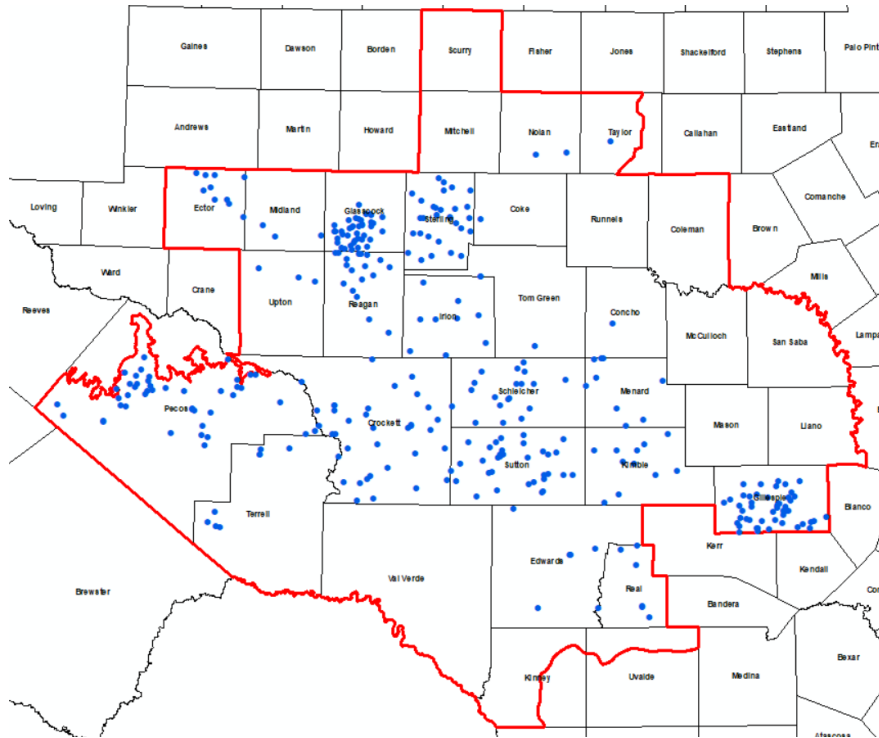 Gaines Dawson Borden Scurry Fisher Jones Shackelford Stephens Palo Pint
Andrews Martin Howard Mitchell Nolan Taylor Callahan Eastland
Comanche
Loving Winkler Ector Midland Glasscock Sterling Coke Runnels Coleman Brown
Ward Mills
Reeves Crane Upton Reagan Irion Tom Green Concho McCulloch San Saba Lampa
Pecos Crockett Schleicher Menard Mason Llano
Sutton Kimble Gillespie Blanco
Terrell Kerr
Brewster Val Verde Edwards Real Bandera Kendall
Kinney Uvalde Medina Bexar
Atascosa